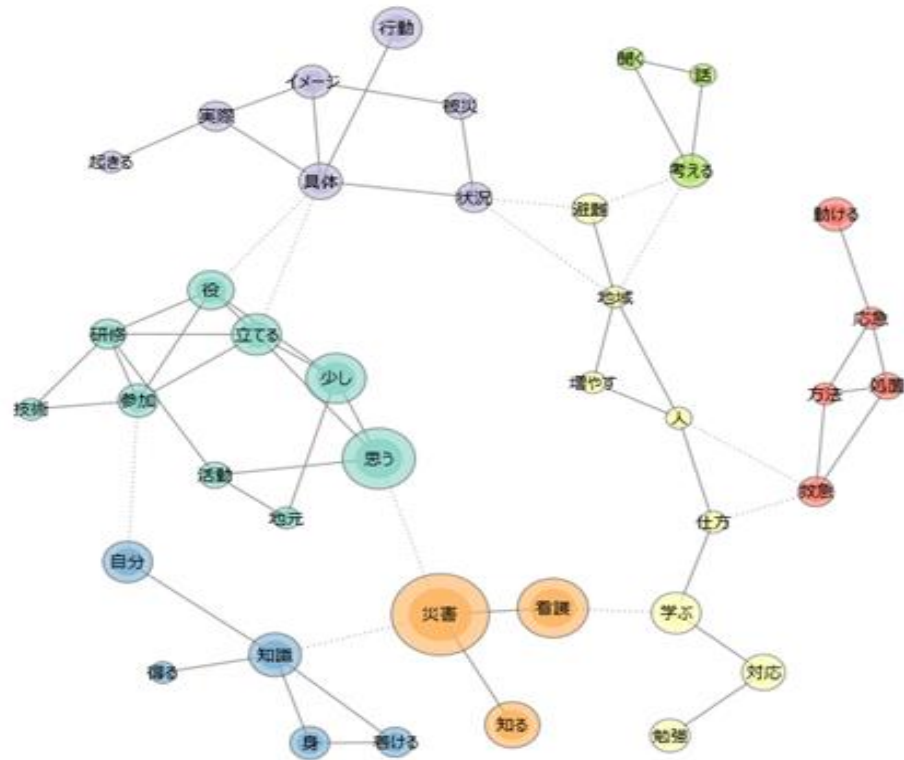 行動
聞く
話
イメージ
被災
実際
起きる
具体
考える
状況
避難
動ける
役
地域
応急
研修
立てる
少し
増やす
方法
処置
技術
参加
人
思う
活動
救急
地元
仕方
自分
災害
看護
学ぶ
知識
得る
対応
身
着ける
知る
勉強